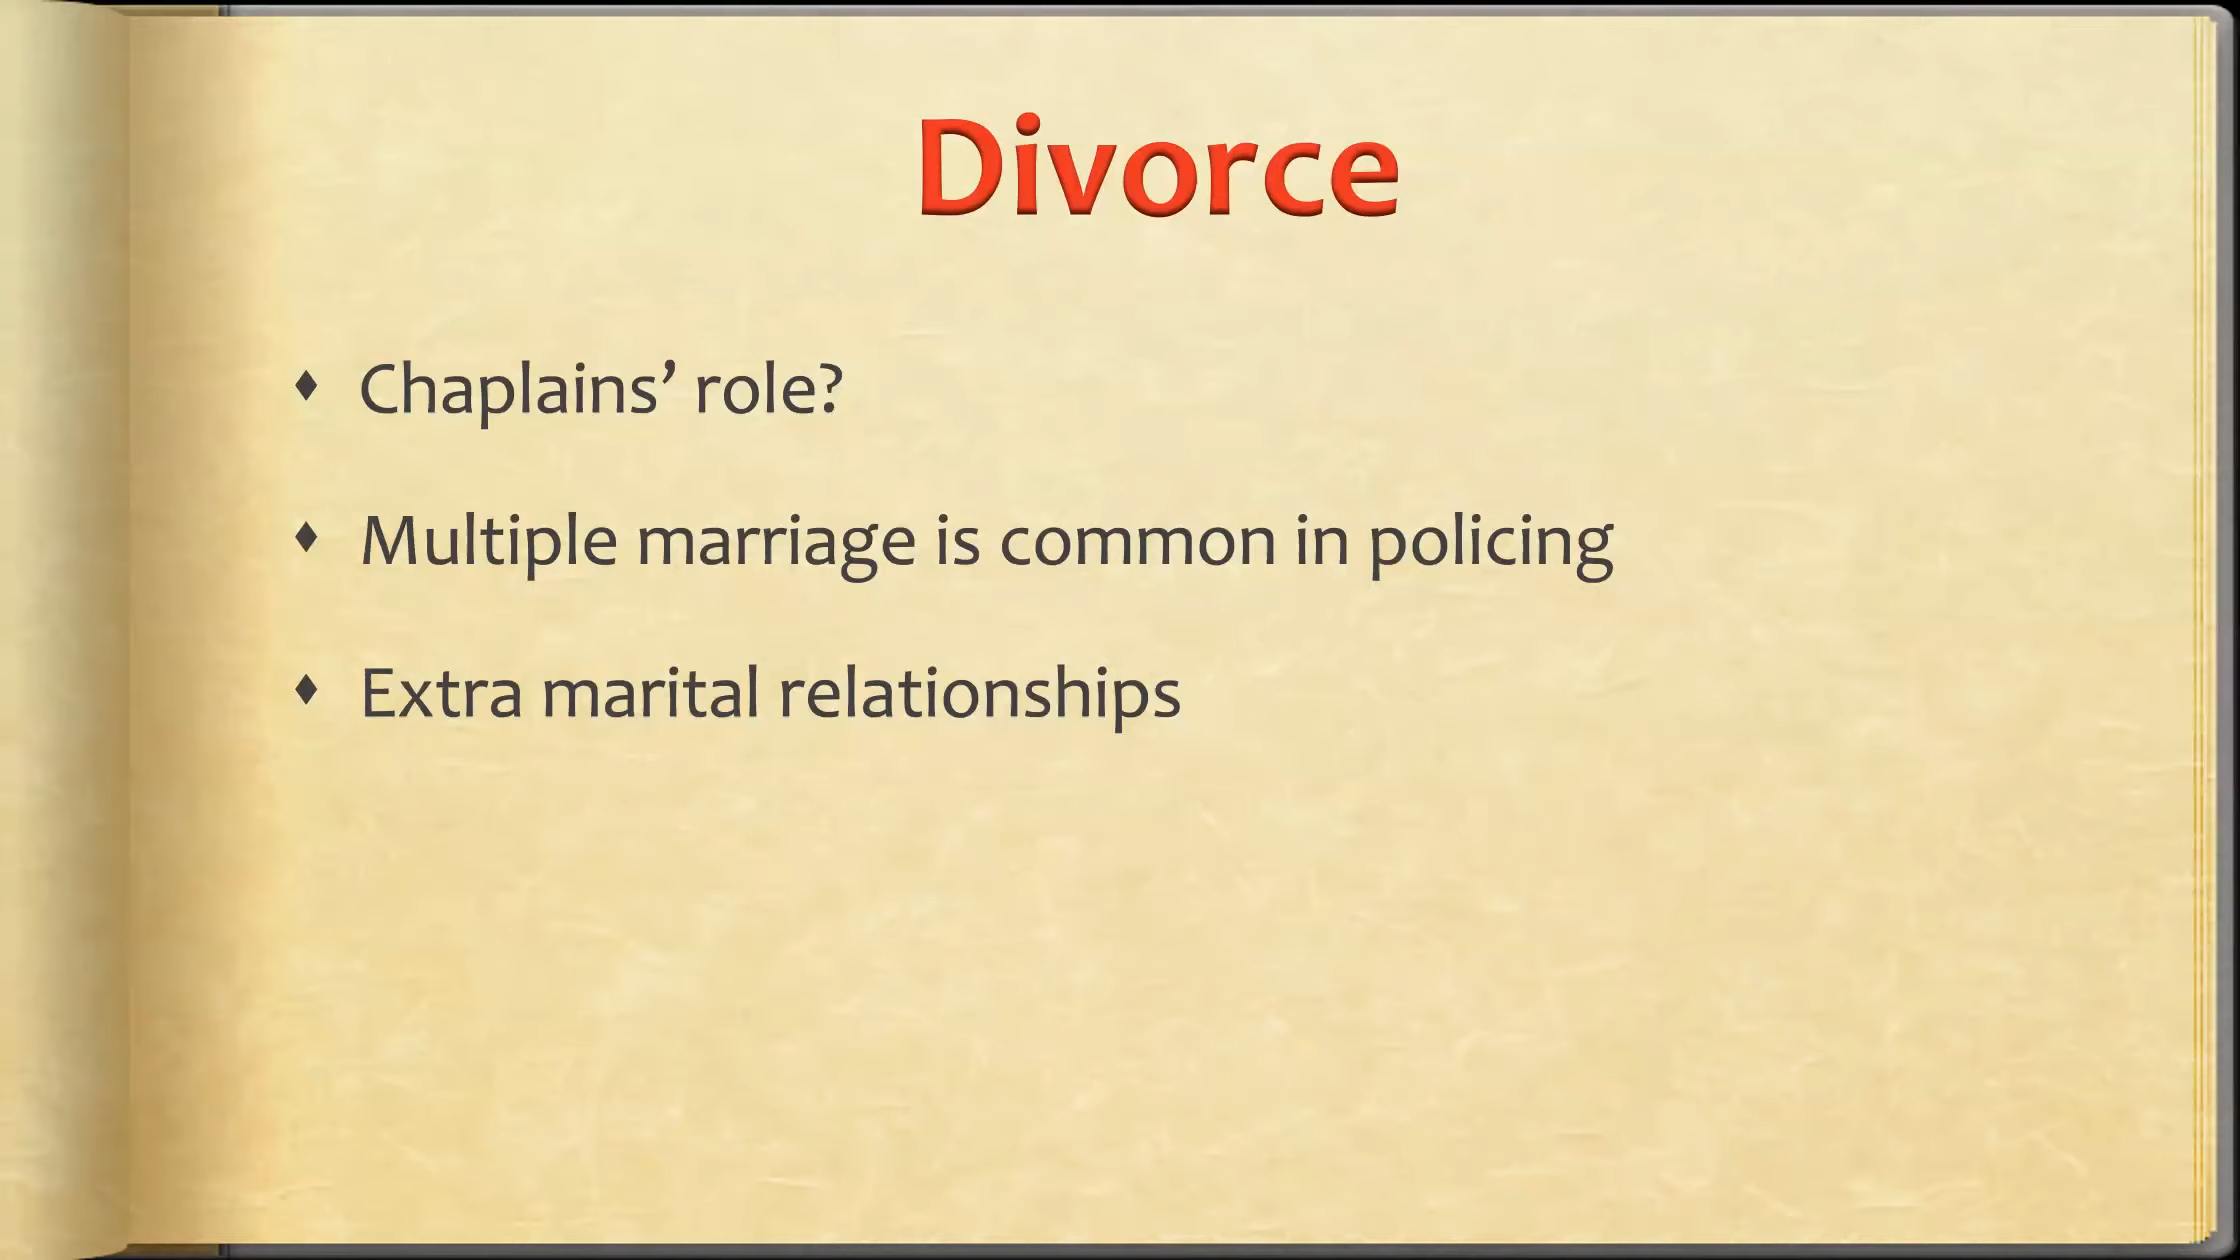 Divorce
Chaplains’ role?
Multiple marriage is common in policing
Extra marital relationships